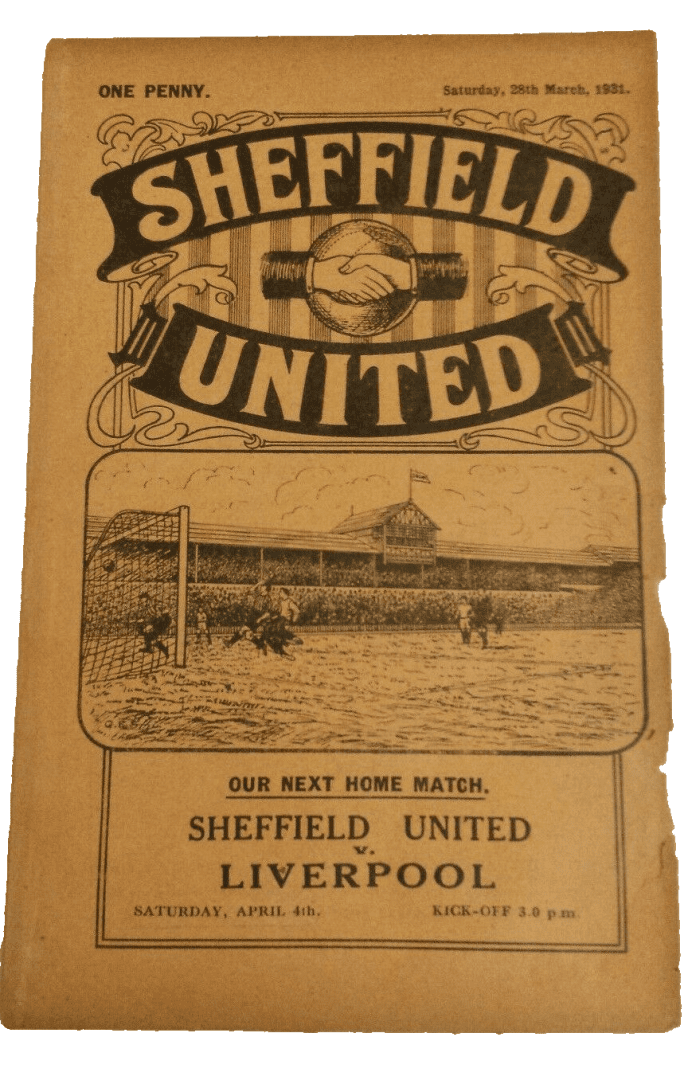 ONE PENNY.
Saturday, 28th March, 1931.
SHEFFIELD
UNITED
OUR NEXT HOME MATCH.
SHEFFIELD UNITED
v.
LIVERPOOL
SATURDAY, APRIL 4th.
KICK-OFF 3.0 p.m.